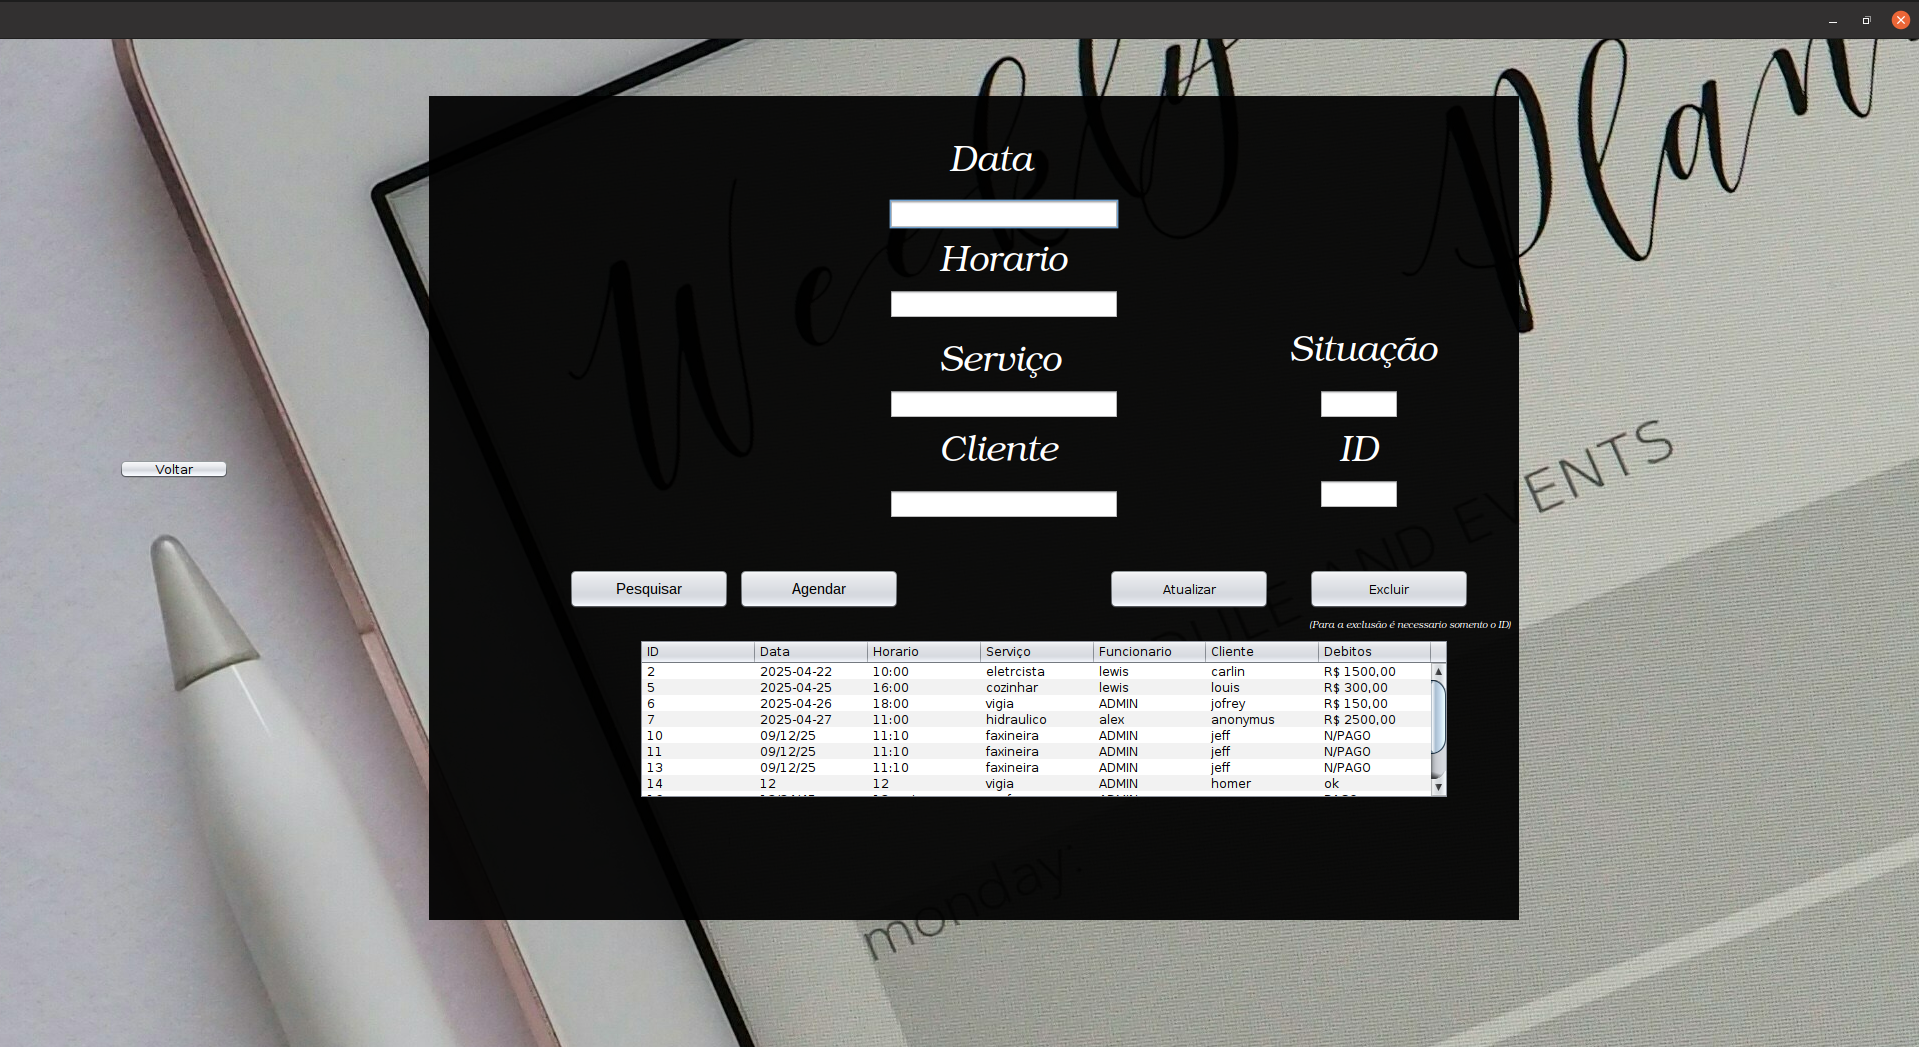 Weekly Plan
Data
Horario
Serviço
Situação
Cliente
ID
Voltar
SCHEDULE AND EVENTS
Pesquisar
Agendar
Atualizar
Excluir
(Para a exclusão é necessario somento o ID)
ID Data Horario Serviço Funcionario Cliente Debitos
2 2025-04-22 10:00 eletrcista lewis carlin R$ 1500,00
5 2025-04-25 16:00 cozinhar lewis louis R$ 300,00
6 2025-04-26 18:00 vigia ADMIN jofrey R$ 150,00
7 2025-04-27 11:00 hidraulico alex anonymus R$ 2500,00
10 09/12/25 11:10 faxineira ADMIN jeff N/PAGO
11 09/12/25 11:10 faxineira ADMIN jeff N/PAGO
13 09/12/25 11:10 faxineira ADMIN jeff N/PAGO
14 12 12 vigia ADMIN homer ok
monday: